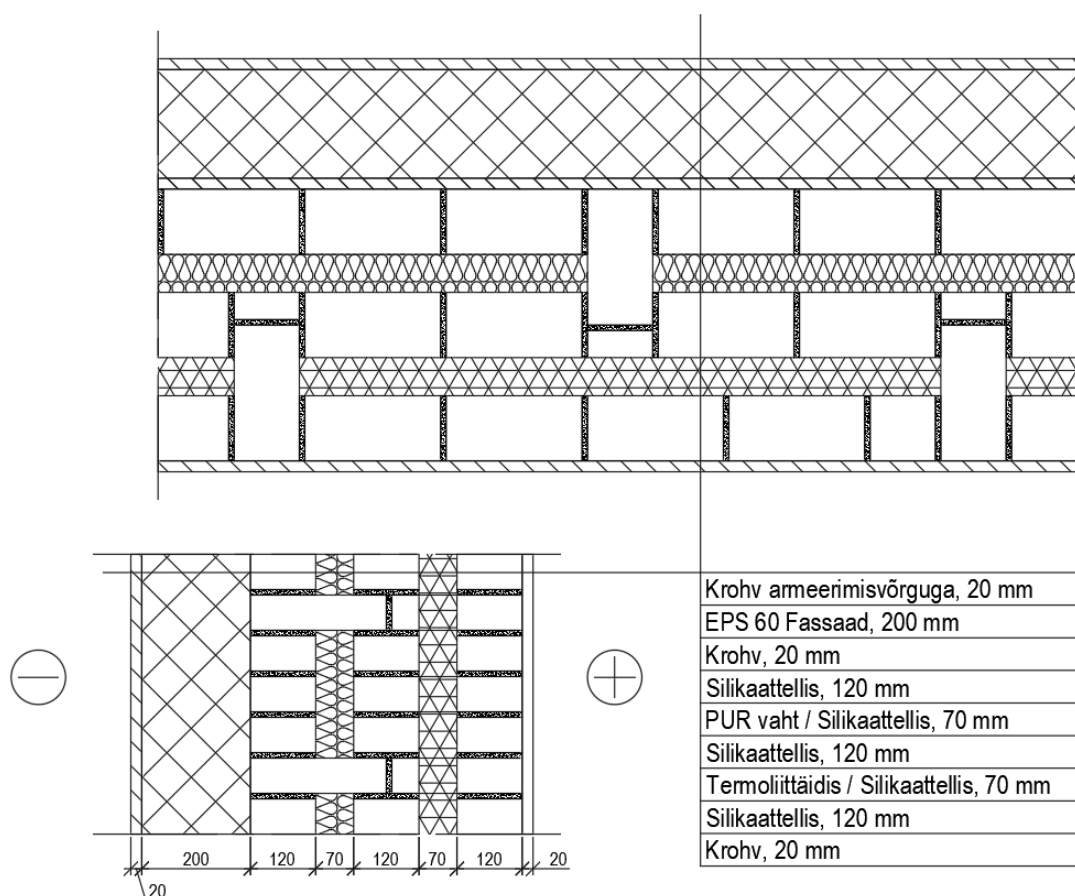 Krohv armeerimisvõrguga, 20 mm
EPS 60 Fassaad, 200 mm
Krohv, 20 mm
Silikaattellis, 120 mm
PUR vaht / Silikaattellis, 70 mm
Silikaattellis, 120 mm
Termoliittäidis / Silikaattellis, 70 mm
Silikaattellis, 120 mm
Krohv, 20 mm
200 120 70 120 70 120 20
20